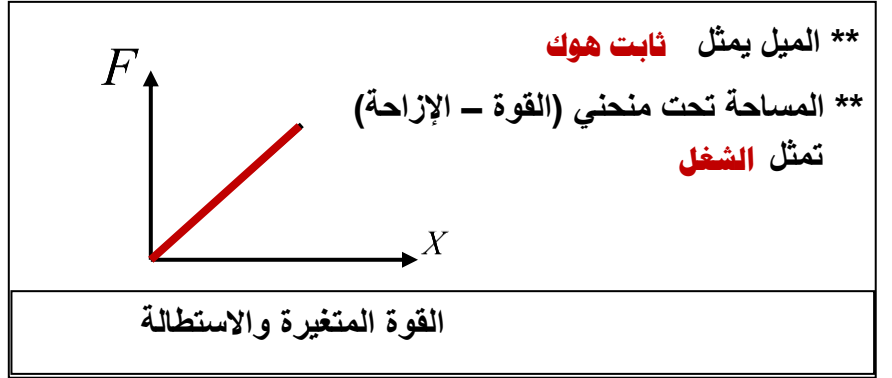 ** الميل يمثل ثابت هوك
** المساحة تحت منحني (القوة – الإزاحة)
تمثل الشغل
F
X
القوة المتغيرة والاستطالة